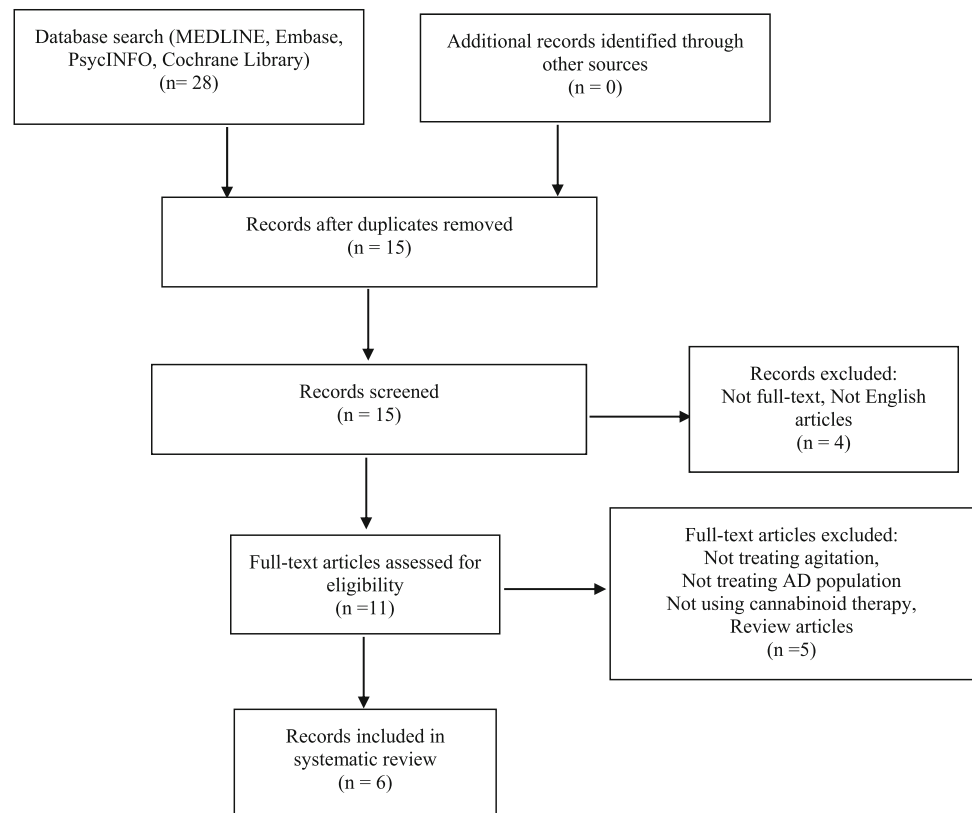 Database search (MEDLINE, Embase,
PsycINFO, Cochrane Library)
(n= 28)
Additional records identified through
other sources
(n = 0)
Records after duplicates removed
(n = 15)
Records screened
(n = 15)
Records excluded:
Not full-text, Not English
articles
(n = 4)
Full-text articles assessed for
eligibility
(n =11)
Full-text articles excluded:
Not treating agitation,
Not treating AD population
Not using cannabinoid therapy,
Review articles
(n =5)
Records included in
systematic review
(n = 6)